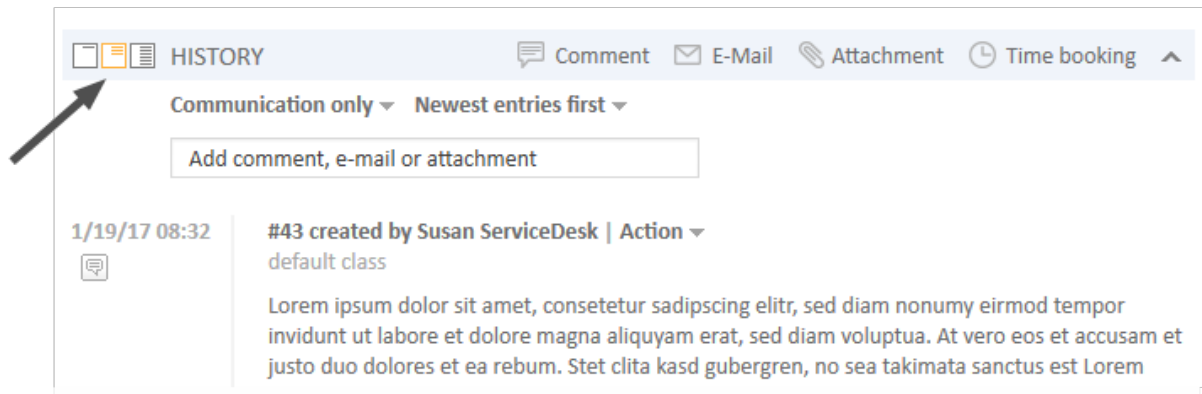 HISTORY Comment E-Mail Attachment Time booking
Communication only Newest entries first
Add comment, e-mail or attachment
1/19/17 08:32 #43 created by Susan ServiceDesk | Action
default class
Lorem ipsum dolor sit amet, consetetur sadipscing elitr, sed diam nonumy eirmod tempor
invidunt ut labore et dolore magna aliquyam erat, sed diam voluptua. At vero eos et accusam et
justo duo dolores et ea rebum. Stet clita kasd gubergren, no sea takimata sanctus est Lorem